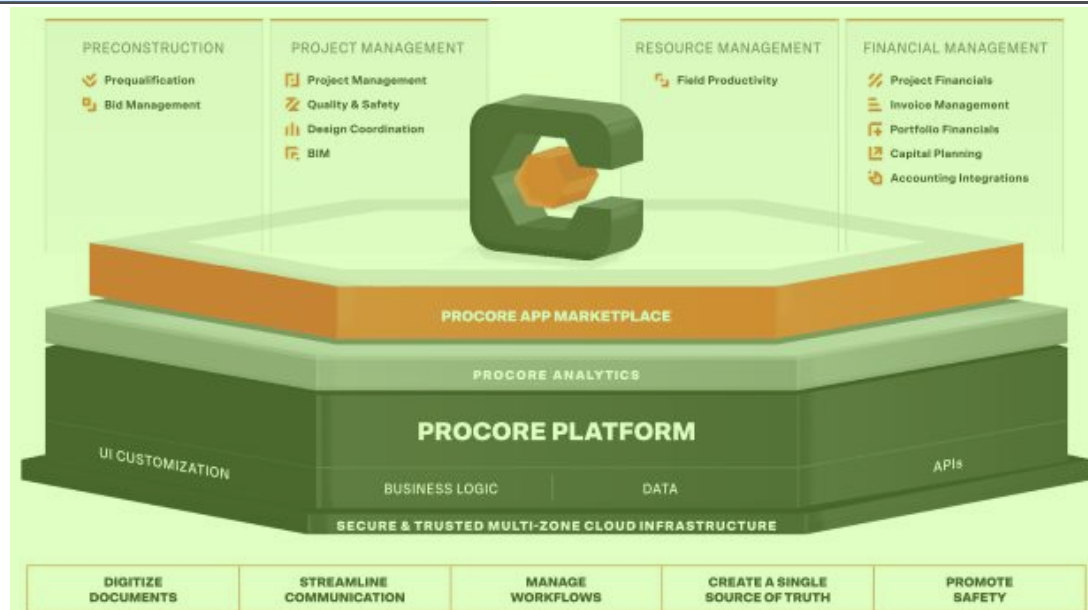 PRECONSTRUCTION
Prequalification
Bid Management
PROJECT MANAGEMENT
Project Management
Quality & Safety
Design Coordination
BIM
RESOURCE MANAGEMENT
Field Productivity
FINANCIAL MANAGEMENT
Project Financials
Invoice Management
Portfolio Financials
Capital Planning
Accounting Integrations
PROCORE APP MARKETPLACE
PROCORE ANALYTICS
PROCORE PLATFORM
UI CUSTOMIZATION
BUSINESS LOGIC
DATA
APIs
SECURE & TRUSTED MULTI-ZONE CLOUD INFRASTRUCTURE
DIGITIZE
DOCUMENTS
STREAMLINE
COMMUNICATION
MANAGE
WORKFLOWS
CREATE A SINGLE
SOURCE OF TRUTH
PROMOTE
SAFETY